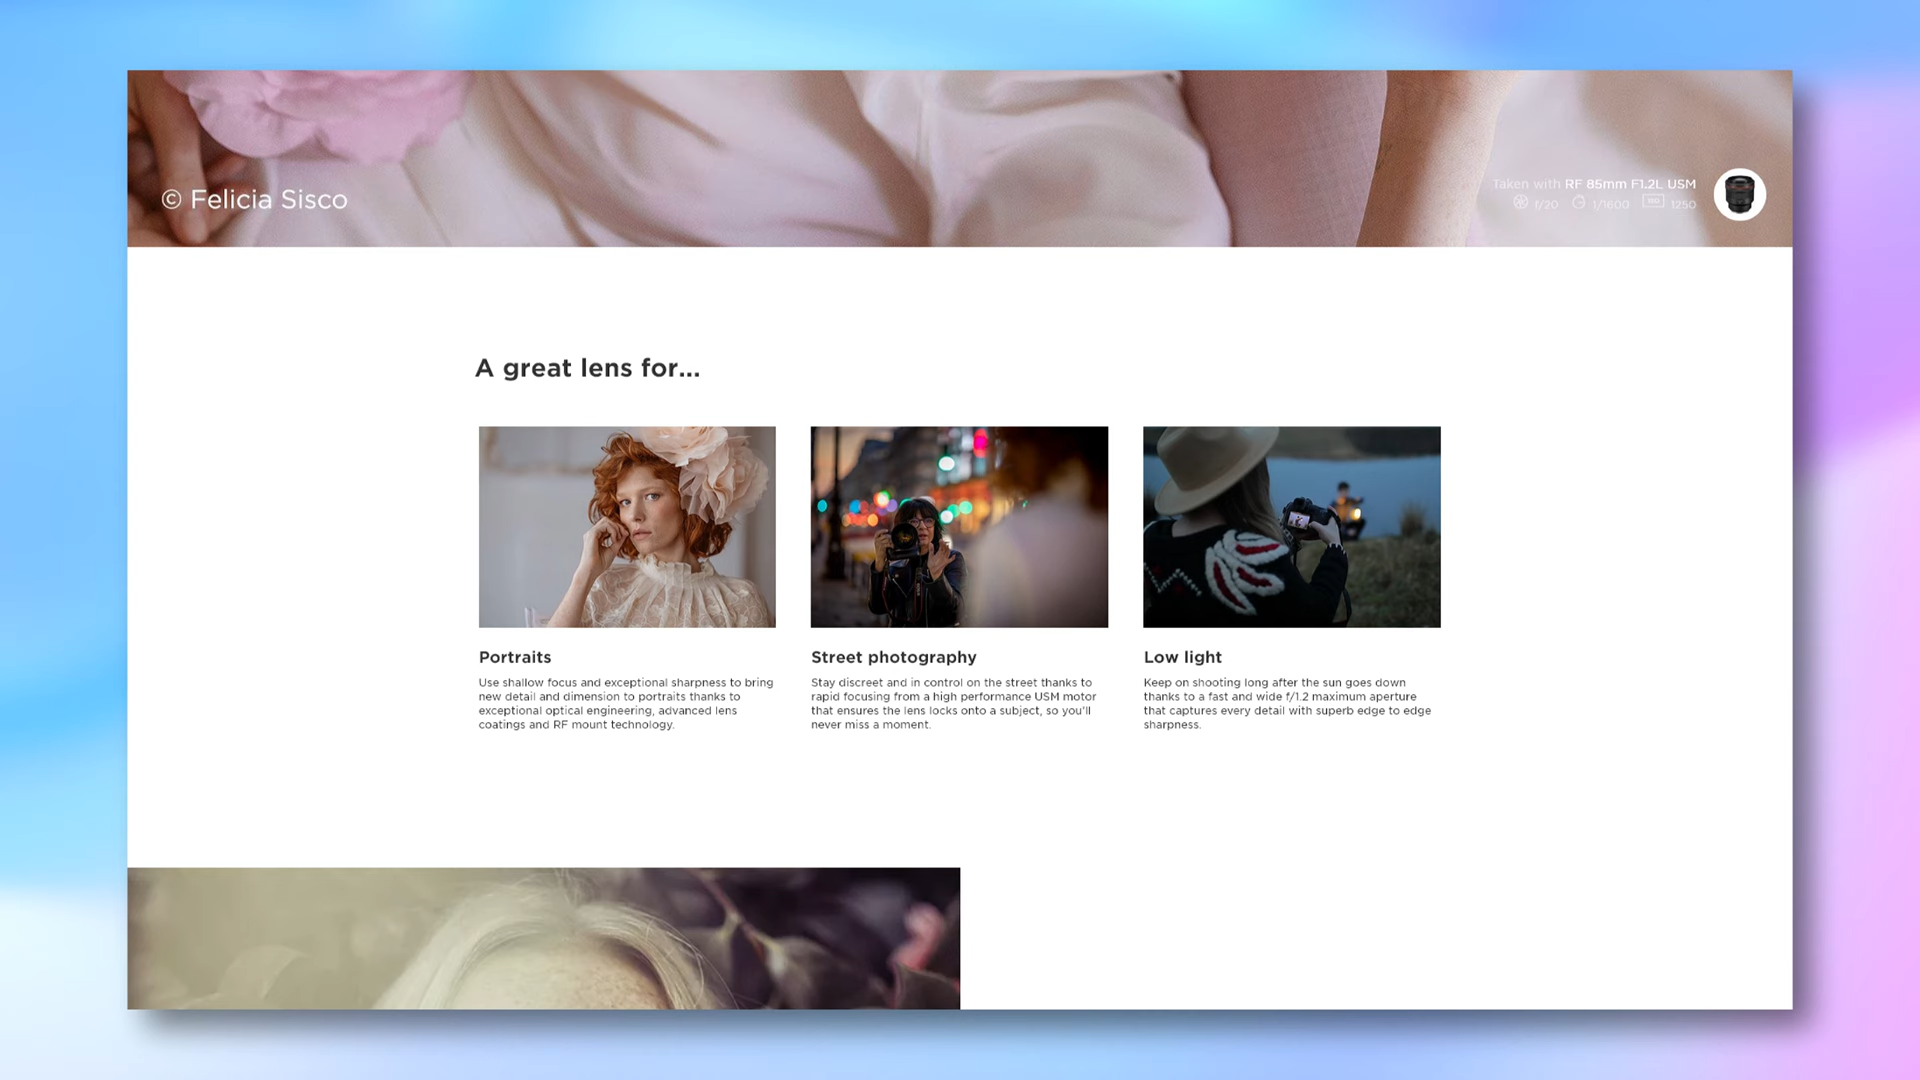 © Felicia Sisco
Taken with RF 85mm F1.2L USM
f/20 1/1600 ISO 1250
A great lens for...
Portraits
Use shallow focus and exceptional sharpness to bring
new detail and dimension to portraits thanks to
exceptional optical engineering, advanced lens
coatings and RF mount technology.
Street photography
Stay discreet and in control on the street thanks to
rapid focusing from a high performance USM motor
that ensures the lens locks onto a subject, so you'll
never miss a moment.
Low light
Keep on shooting long after the sun goes down
thanks to a fast and wide f/1.2 maximum aperture
that captures every detail with superb edge to edge
sharpness.